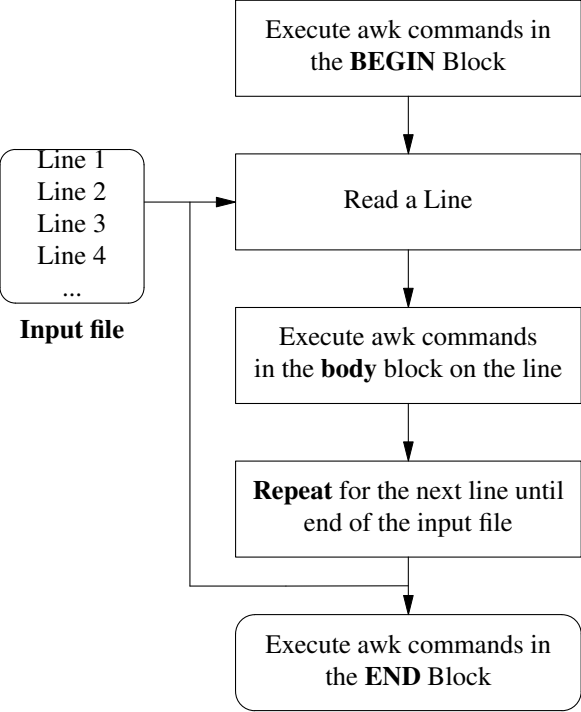 Execute awk commands in
the BEGIN Block
Line 1
Line 2
Line 3
Line 4
...
Input file
Read a Line
Execute awk commands
in the body block on the line
Repeat for the next line until
end of the input file
Execute awk commands in
the END Block